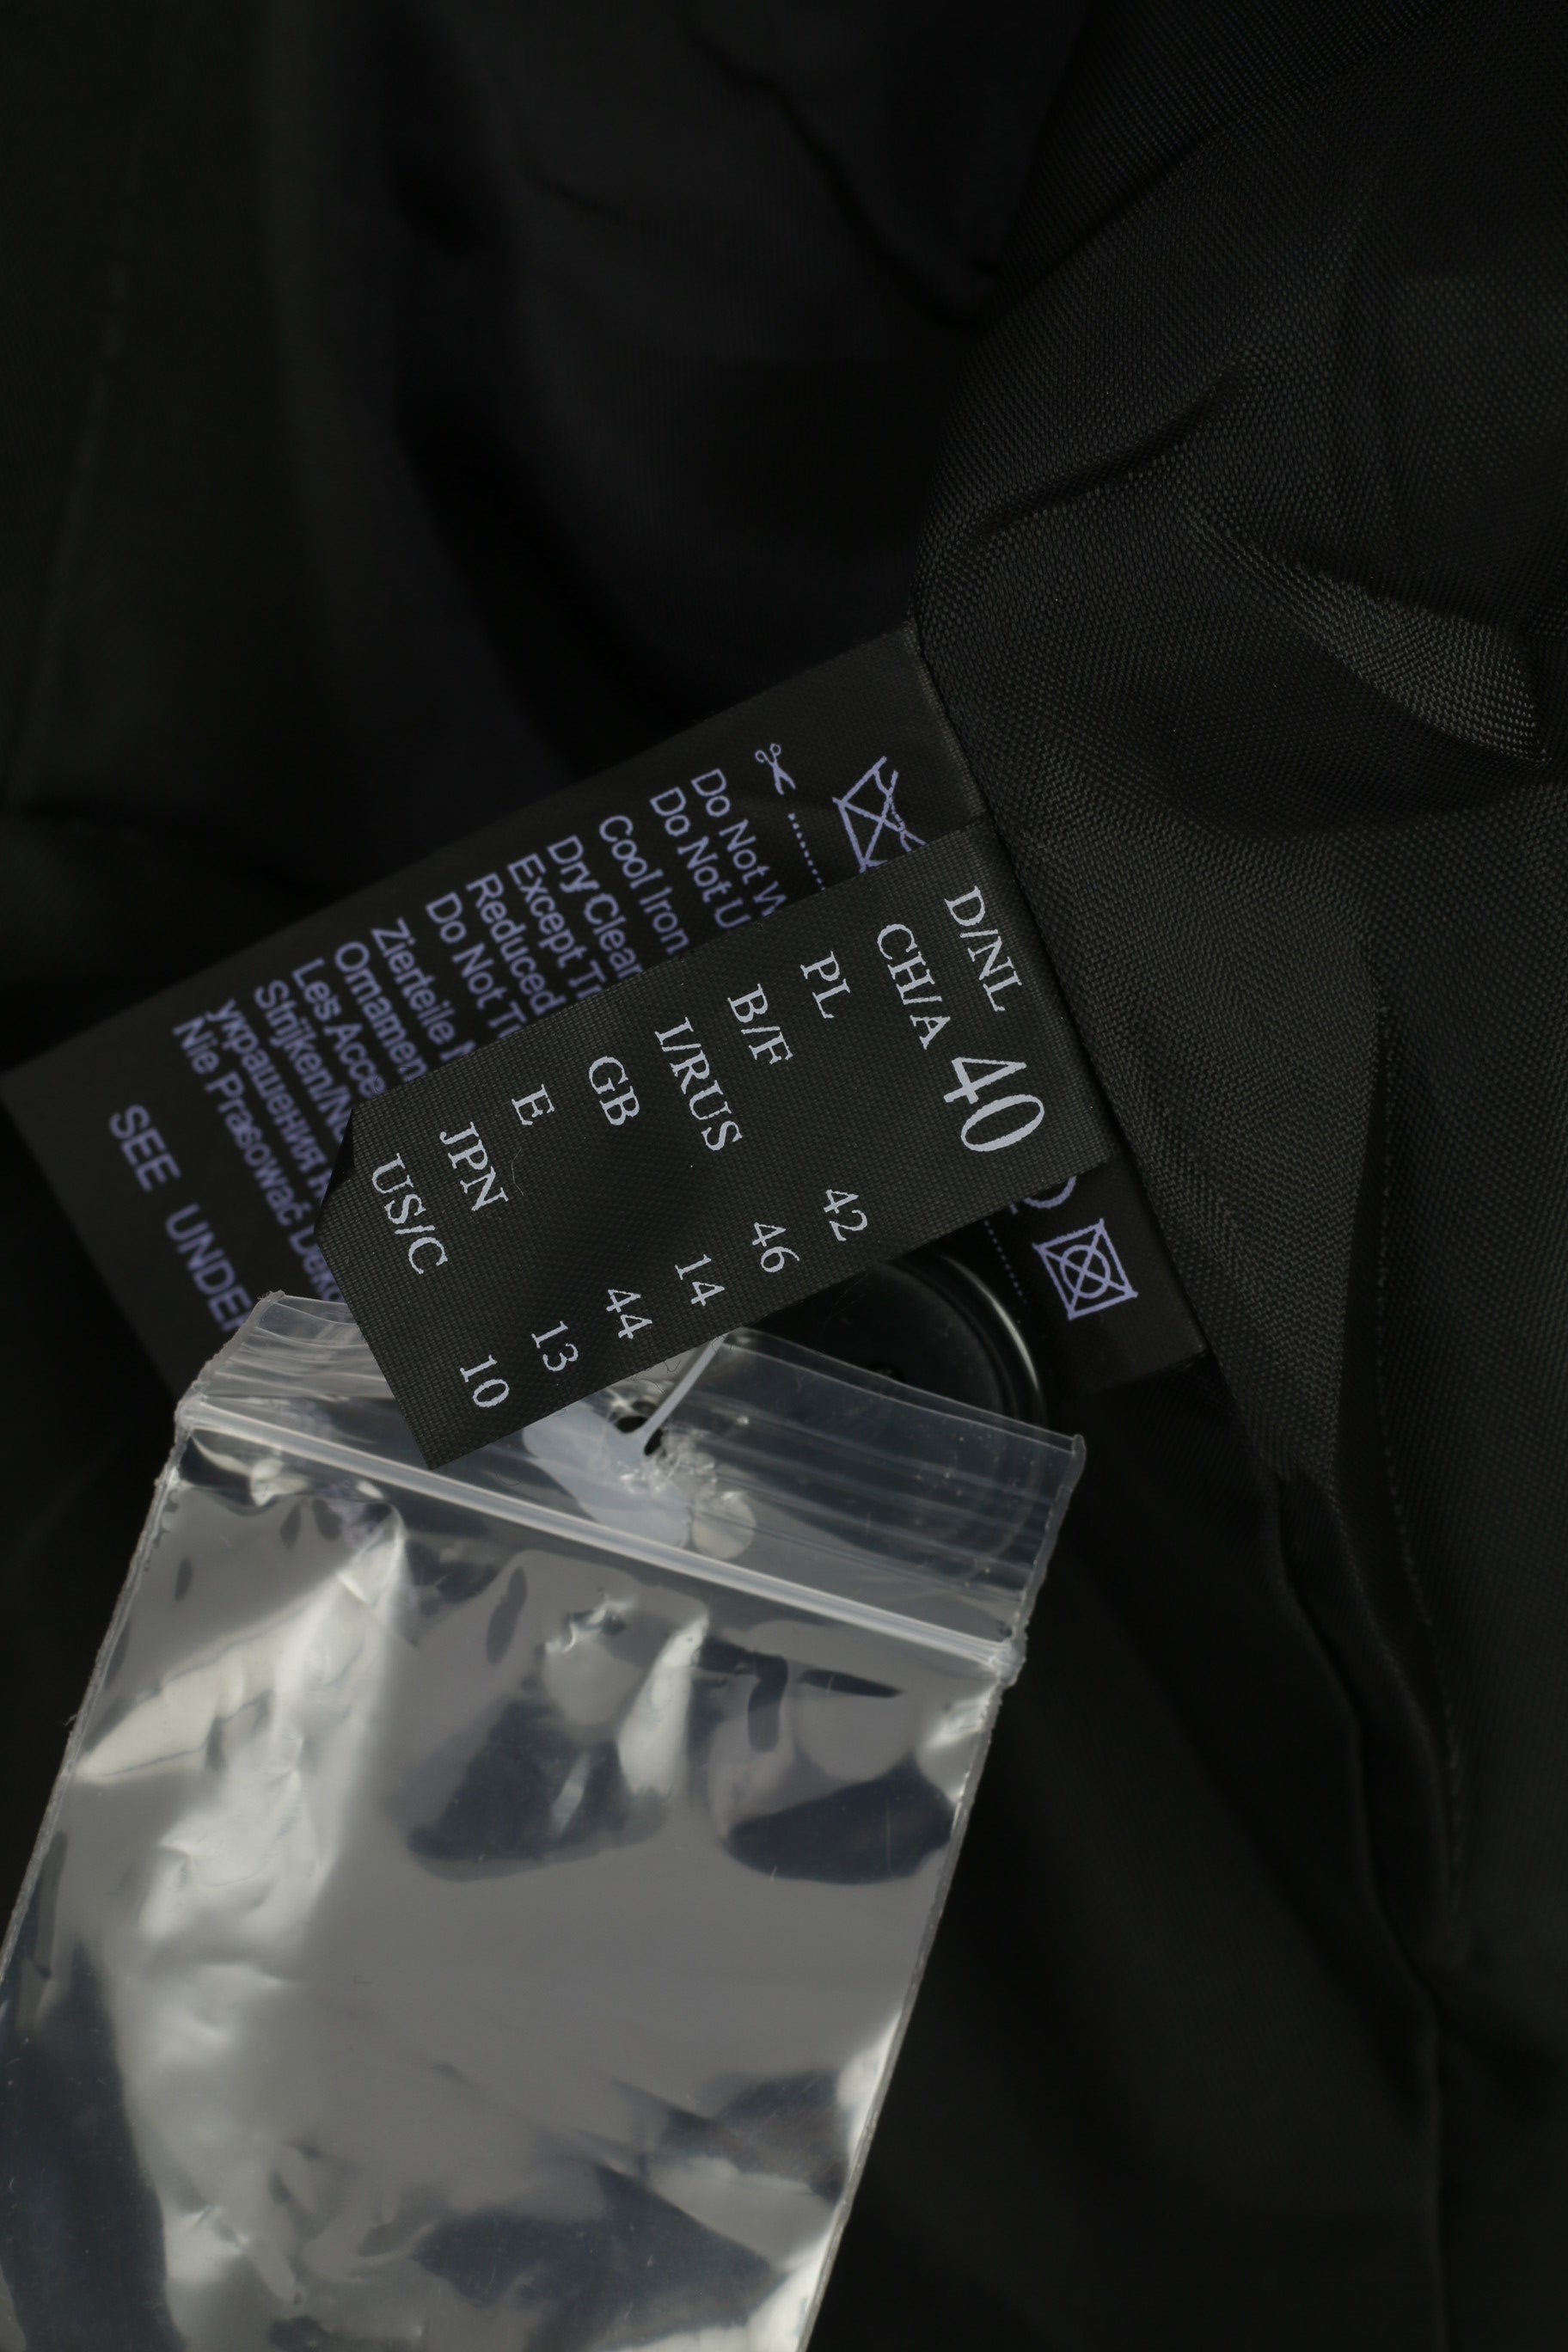 D/NL
CH/A 40
PL
B/F 42
I/RUS 46
GB 14
E 44
JPN 13
US/C 10
Do Not
Do Not
Cool Iron
Dry Clean
Except
Reduced
Do Not
Zierteile
Ornamen
Les Acce
Strijken/
украшения
Nie Prasować
SEE UNDER